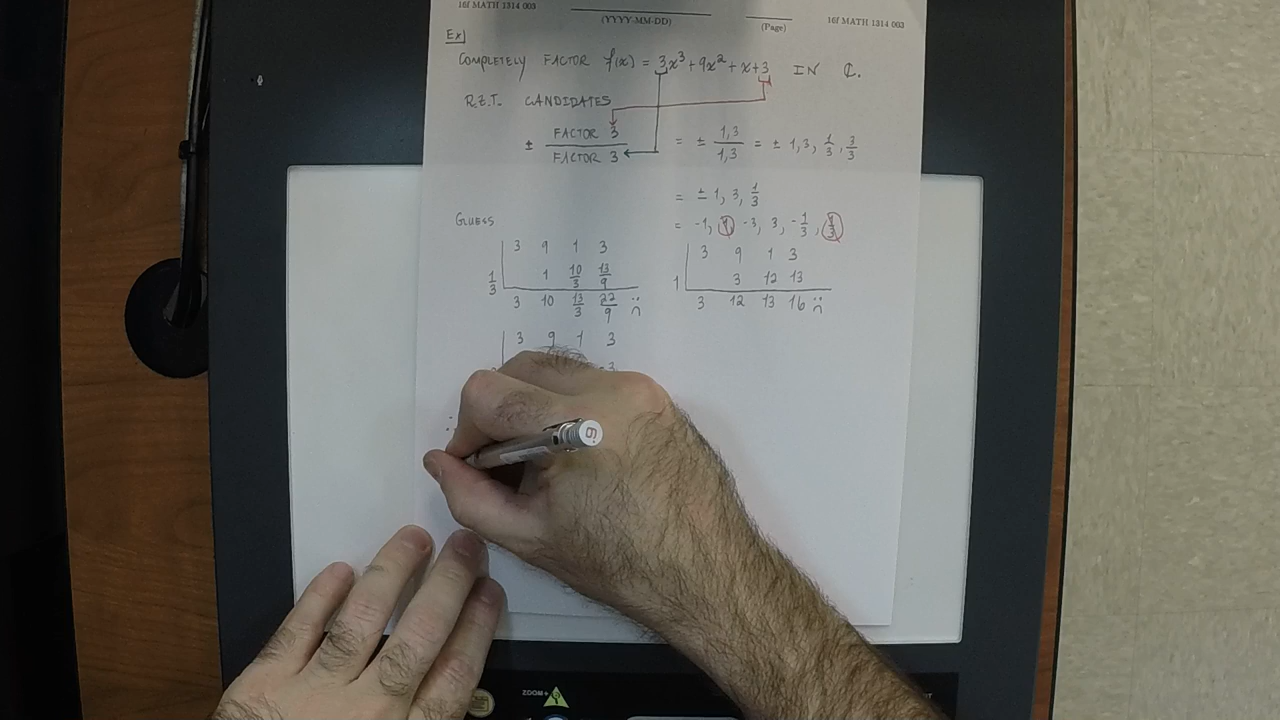 16f MATH 1314 003
(YYYY-MM-DD)
(Page)
16f MATH 1314 003
Ex)
COMPLETELY FACTOR f(x) = 3x³ + 9x² + x + 3 IN ℂ.
R.Z.T. CANDIDATES
± FACTOR 3 / FACTOR 3 = ± 1,3 / 1,3 = ± 1, 3, 1/3, 3/3
= ± 1, 3, 1/3
= -1, 1, -3, 3, -1/3, 1/3
GUESS
3 9 1 3
1/3 1 10/3 13/9
3 10 13/3 22/9
3 9 1 3
1 3 12 13
3 12 13 16
3 9 1 3
-3
ZOOM+
.9